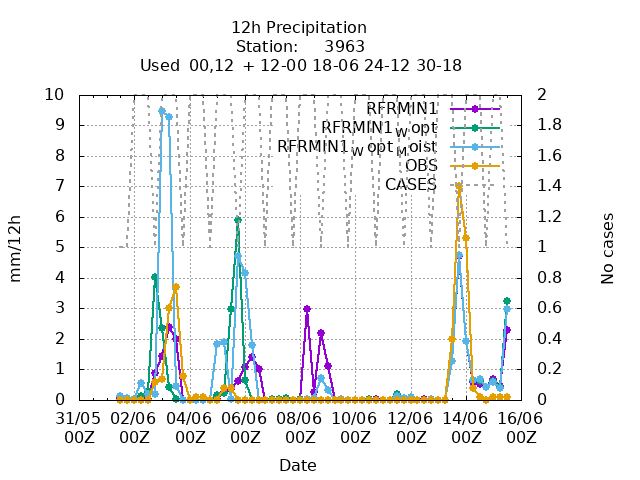 12h Precipitation
Station: 3963
Used 00,12 + 12-00 18-06 24-12 30-18
10 2
RFRMIN1
9 1.8
RFRMIN1W opt
RFRMIN1W opt Moist
8 1.6
OBS
CASES
7 1.4
6 1.2
5 1
4 0.8
3 0.6
2 0.4
1 0.2
0 0
mm/12h
No cases
31/05 02/06 04/06 06/06 08/06 10/06 12/06 14/06 16/06
00Z 00Z 00Z 00Z 00Z 00Z 00Z 00Z 00Z
Date